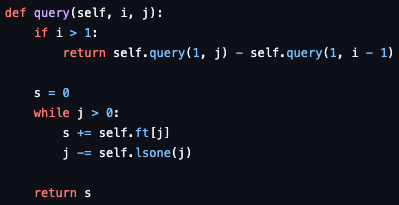 def query(self, i, j):
    if i > 1:
        return self.query(1, j) - self.query(1, i - 1)

    s = 0
    while j > 0:
        s += self.ft[j]
        j -= self.lsone(j)

    return s